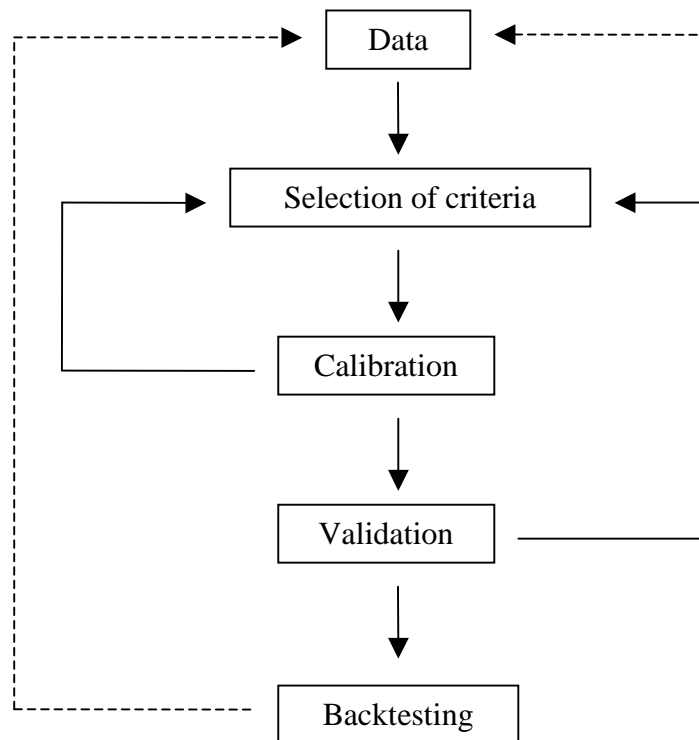 Data
Selection of criteria
Calibration
Validation
Backtesting